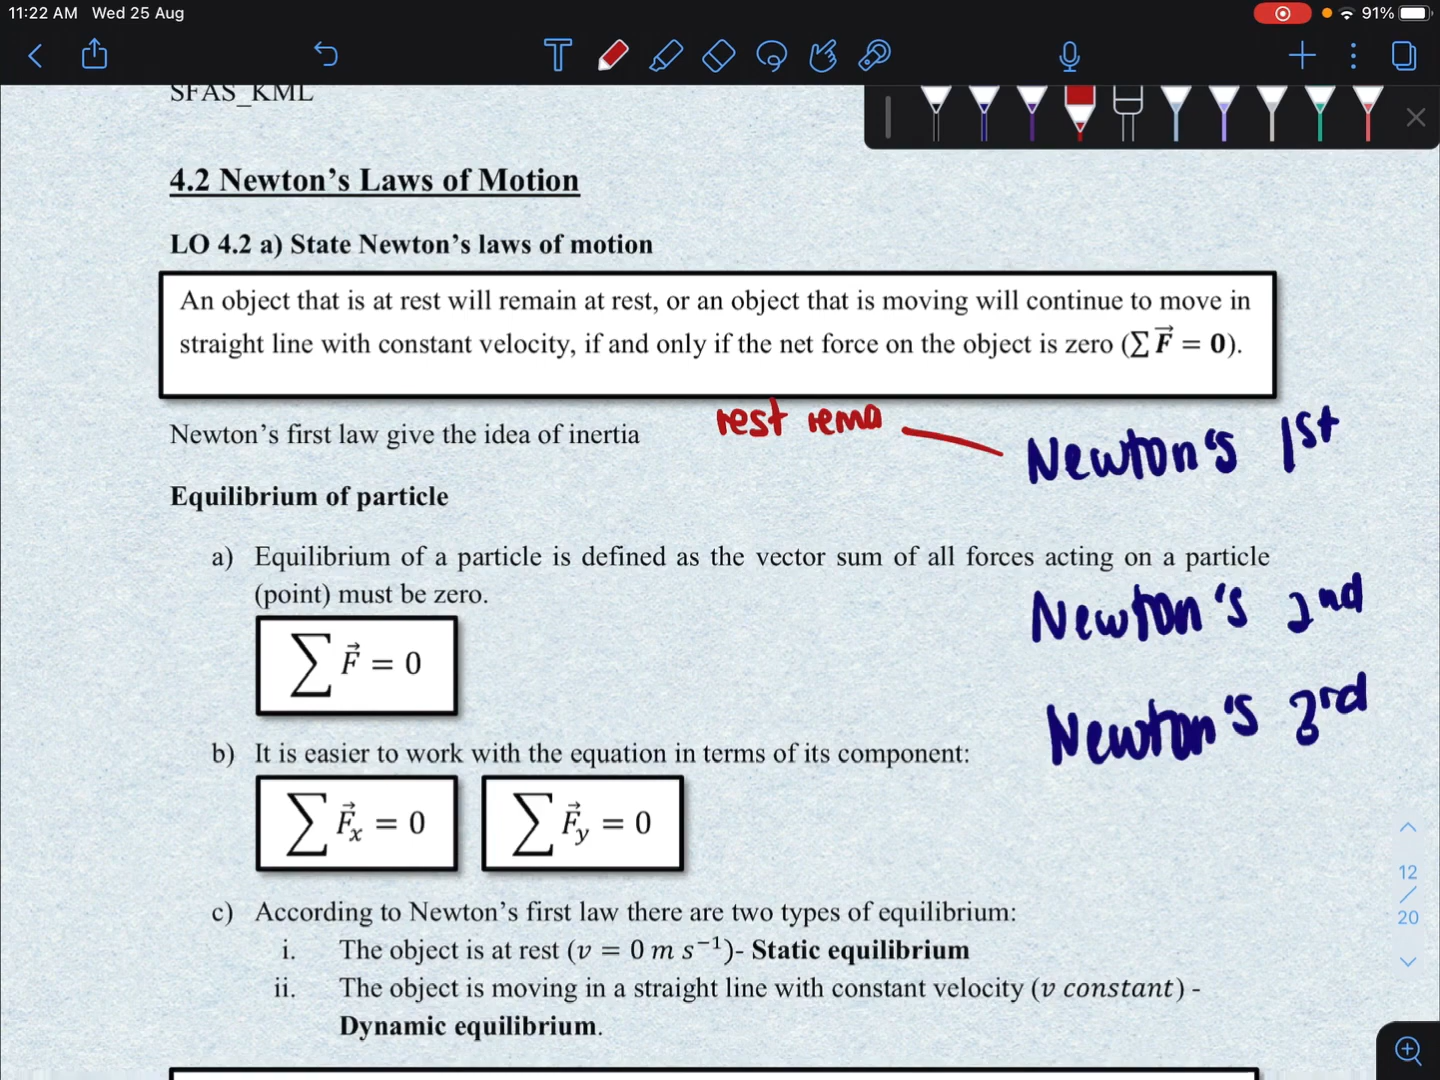 11:22 AM Wed 25 Aug
91%
SFAS_KML
4.2 Newton's Laws of Motion
LO 4.2 a) State Newton's laws of motion
An object that is at rest will remain at rest, or an object that is moving will continue to move in
straight line with constant velocity, if and only if the net force on the object is zero (∑ F⃗ = 0).
rest rema
Newton's 1st
Newton's first law give the idea of inertia
Equilibrium of particle
a) Equilibrium of a particle is defined as the vector sum of all forces acting on a particle
(point) must be zero.
Newton's 2nd
∑ F⃗ = 0
Newton's 3rd
b) It is easier to work with the equation in terms of its component:
∑ F⃗ₓ = 0
∑ F⃗_y = 0
12
/
20
c) According to Newton's first law there are two types of equilibrium:
i. The object is at rest (v = 0 m s⁻¹)- Static equilibrium
ii. The object is moving in a straight line with constant velocity (v constant) -
Dynamic equilibrium.